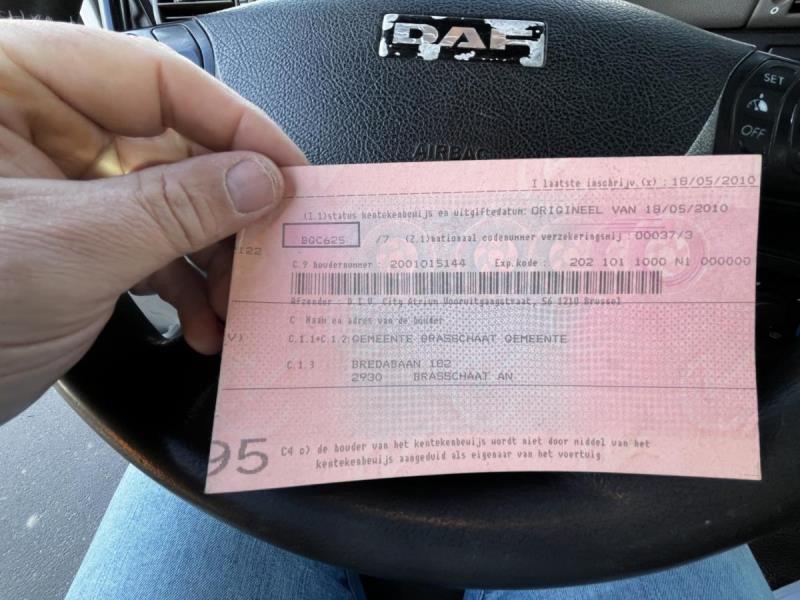 DAF
SET
OFF
AIRBAG
I laatste inschrijv.(x) : 18/05/2010
(I.1)status kentekenbewijs en uitgiftedatum: ORIGINEEL VAN 18/05/2010
BQC625 /7 (Z.1)nationaal codenummer verzekeringsmij : 00037/3
122
C.9 houdernummer : 2001015144 Exp.kode : 202 101 1000 N1 000000
Afzender : D.I.V. City Atrium Vooruitgangstraat, 56 1210 Brussel
C Naam en adres van de houder
V) C.1.1+C.1.2: GEMEENTE BRASSCHAAT GEMEENTE
C.1.3 BREDABAAN 182
2930 BRASSCHAAT AN
95
C4 c) de houder van het kentekenbewijs wordt niet door middel van het
kentekenbewijs aangeduid als eigenaar van het voertuig